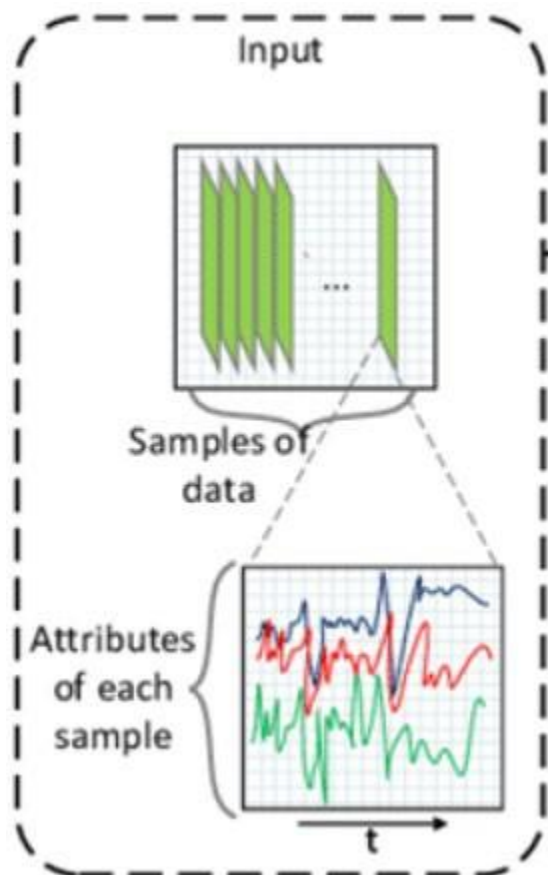 Input
...
Samples of
data
Attributes
of each
sample
t